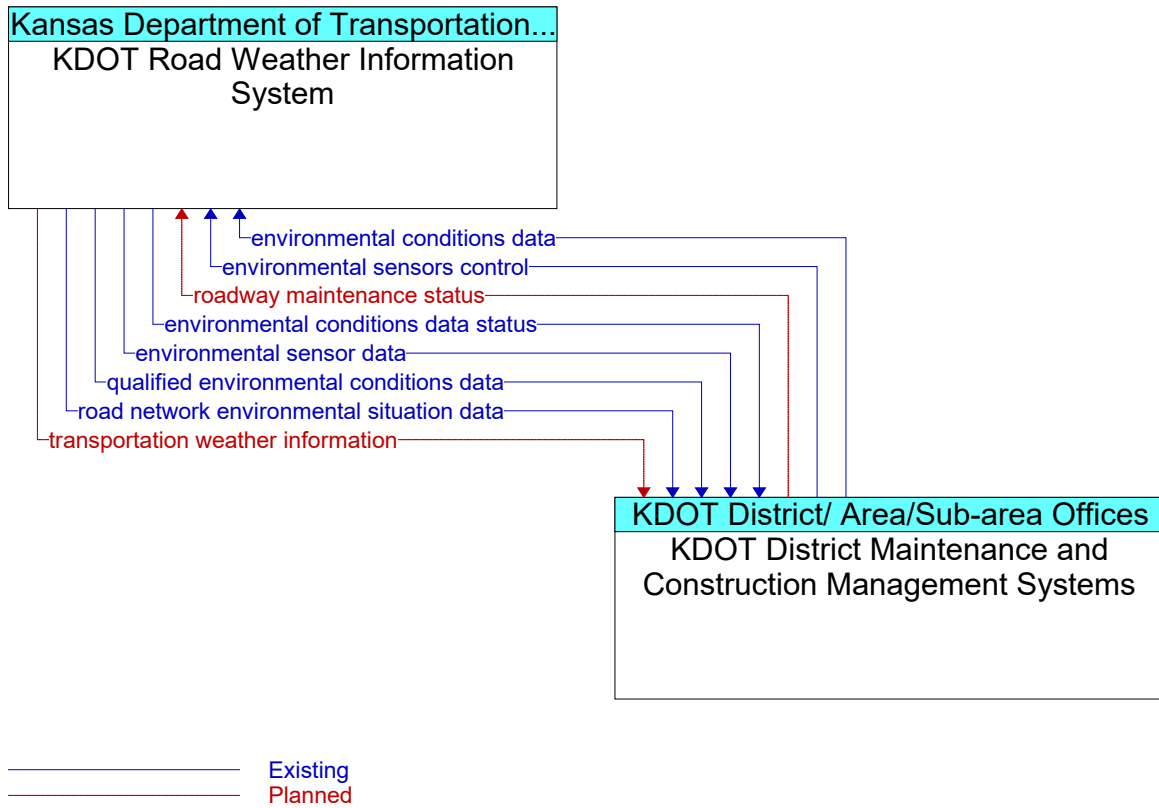 Kansas Department of Transportation...
KDOT Road Weather Information
System
environmental conditions data
environmental sensors control
roadway maintenance status
environmental conditions data status
environmental sensor data
qualified environmental conditions data
road network environmental situation data
transportation weather information
KDOT District/ Area/Sub-area Offices
KDOT District Maintenance and
Construction Management Systems
Existing
Planned